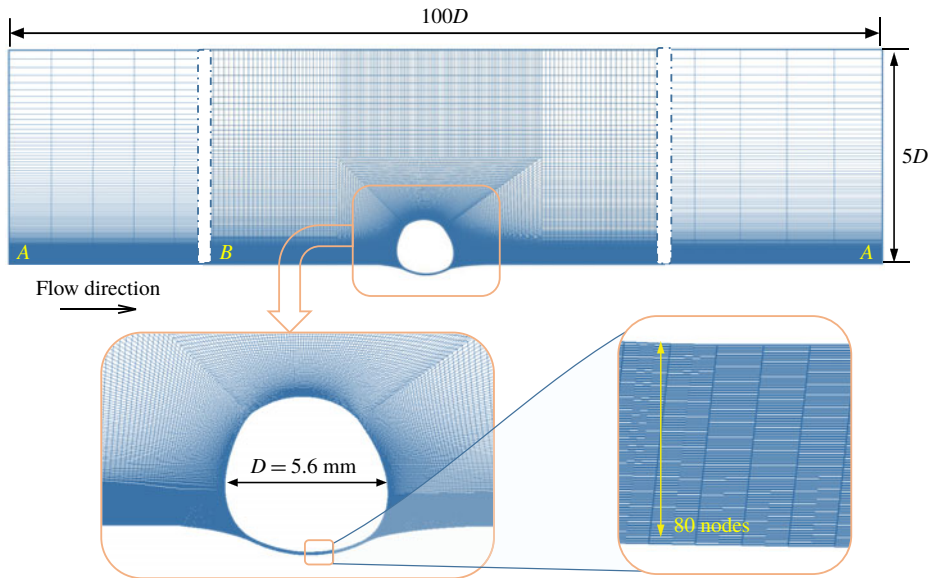 100D
5D
A
B
A
Flow direction
D = 5.6 mm
80 nodes